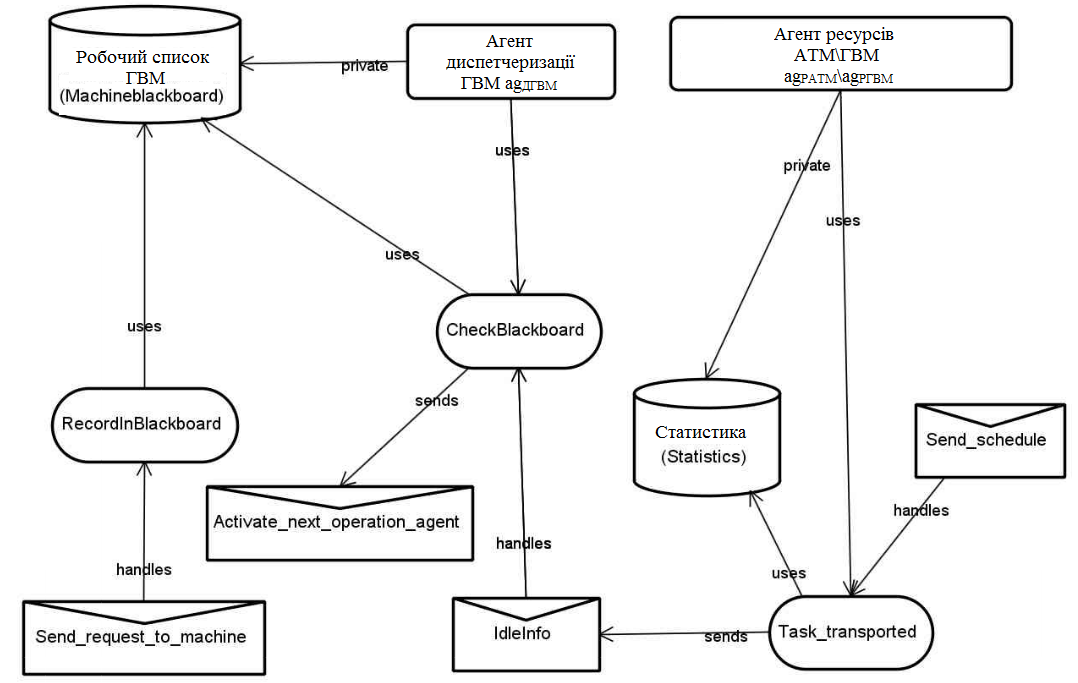 Робочий список
ГВМ
(Machineblackboard)
private
Агент
диспетчеризації
ГВМ agДГВМ
Агент ресурсів
АТМ\ГВМ
agРАТМ\agРГВМ
uses
private
uses
uses
uses
CheckBlackboard
sends
RecordInBlackboard
Статистика
(Statistics)
Send_schedule
handles
Activate_next_operation_agent
handles
handles
uses
Send_request_to_machine
IdleInfo
sends
Task_transported